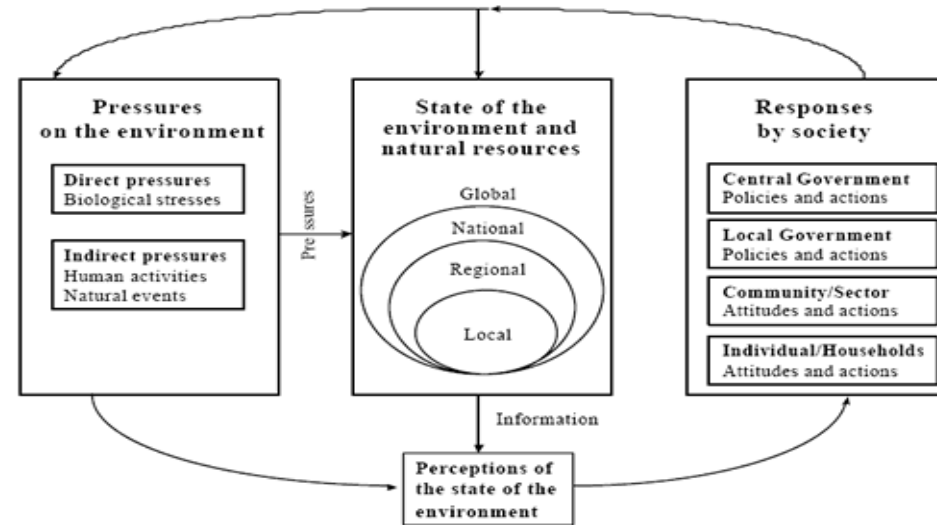 Pressures
on the environment
Direct pressures
Biological stresses
Indirect pressures
Human activities
Natural events
Pressures
State of the
environment and
natural resources
Global
National
Regional
Local
Information
Perceptions of
the state of the
environment
Responses
by society
Central Government
Policies and actions
Local Government
Policies and actions
Community/Sector
Attitudes and actions
Individual/Households
Attitudes and actions